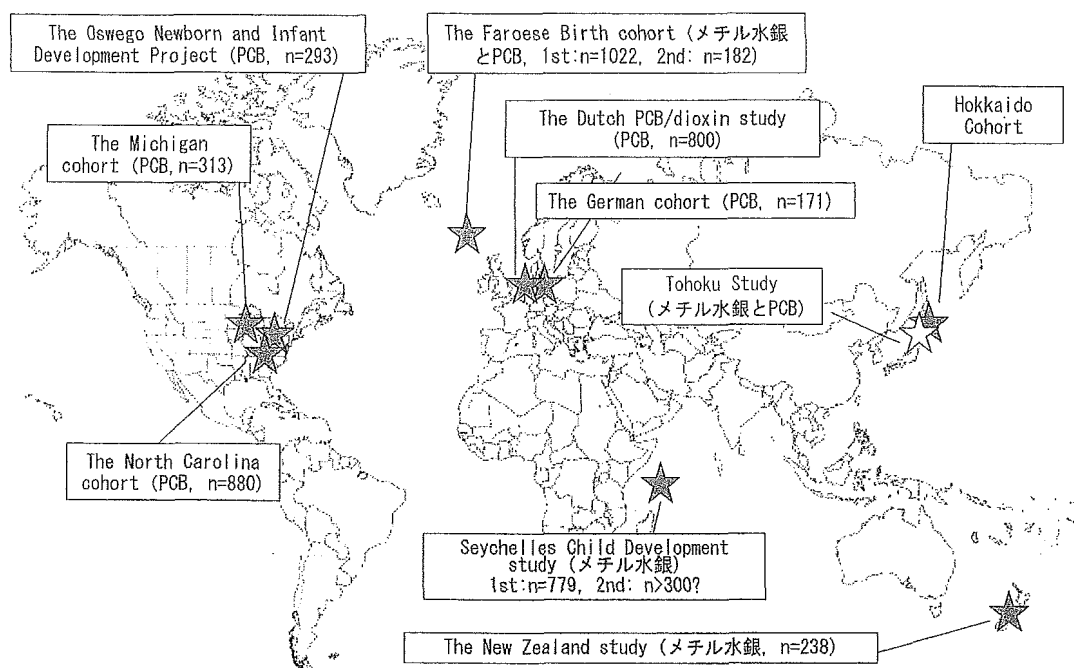 The Oswego Newborn and Infant
Development Project (PCB, n=293)
The Faroese Birth cohort (メチル水銀
とPCB, 1st:n=1022, 2nd: n=182)
The Michigan
cohort (PCB, n=313)
The Dutch PCB/dioxin study
(PCB, n=800)
Hokkaido
Cohort
The German cohort (PCB, n=171)
Tohoku Study
(メチル水銀とPCB)
The North Carolina
cohort (PCB, n=880)
Seychelles Child Development
study (メチル水銀)
1st:n=779, 2nd: n>300?
The New Zealand study (メチル水銀, n=238)